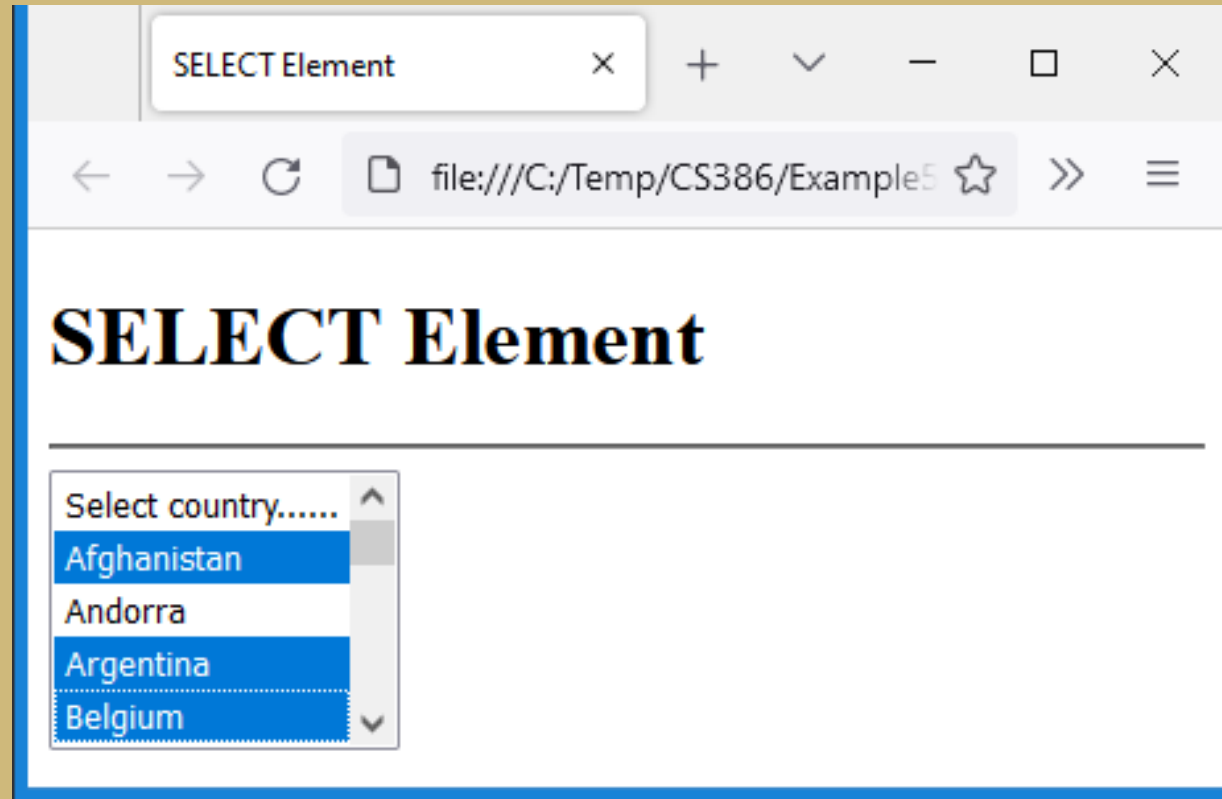 SELECT Element
file:///C:/Temp/CS386/Example5
SELECT Element
Select country......
Afghanistan
Andorra
Argentina
Belgium